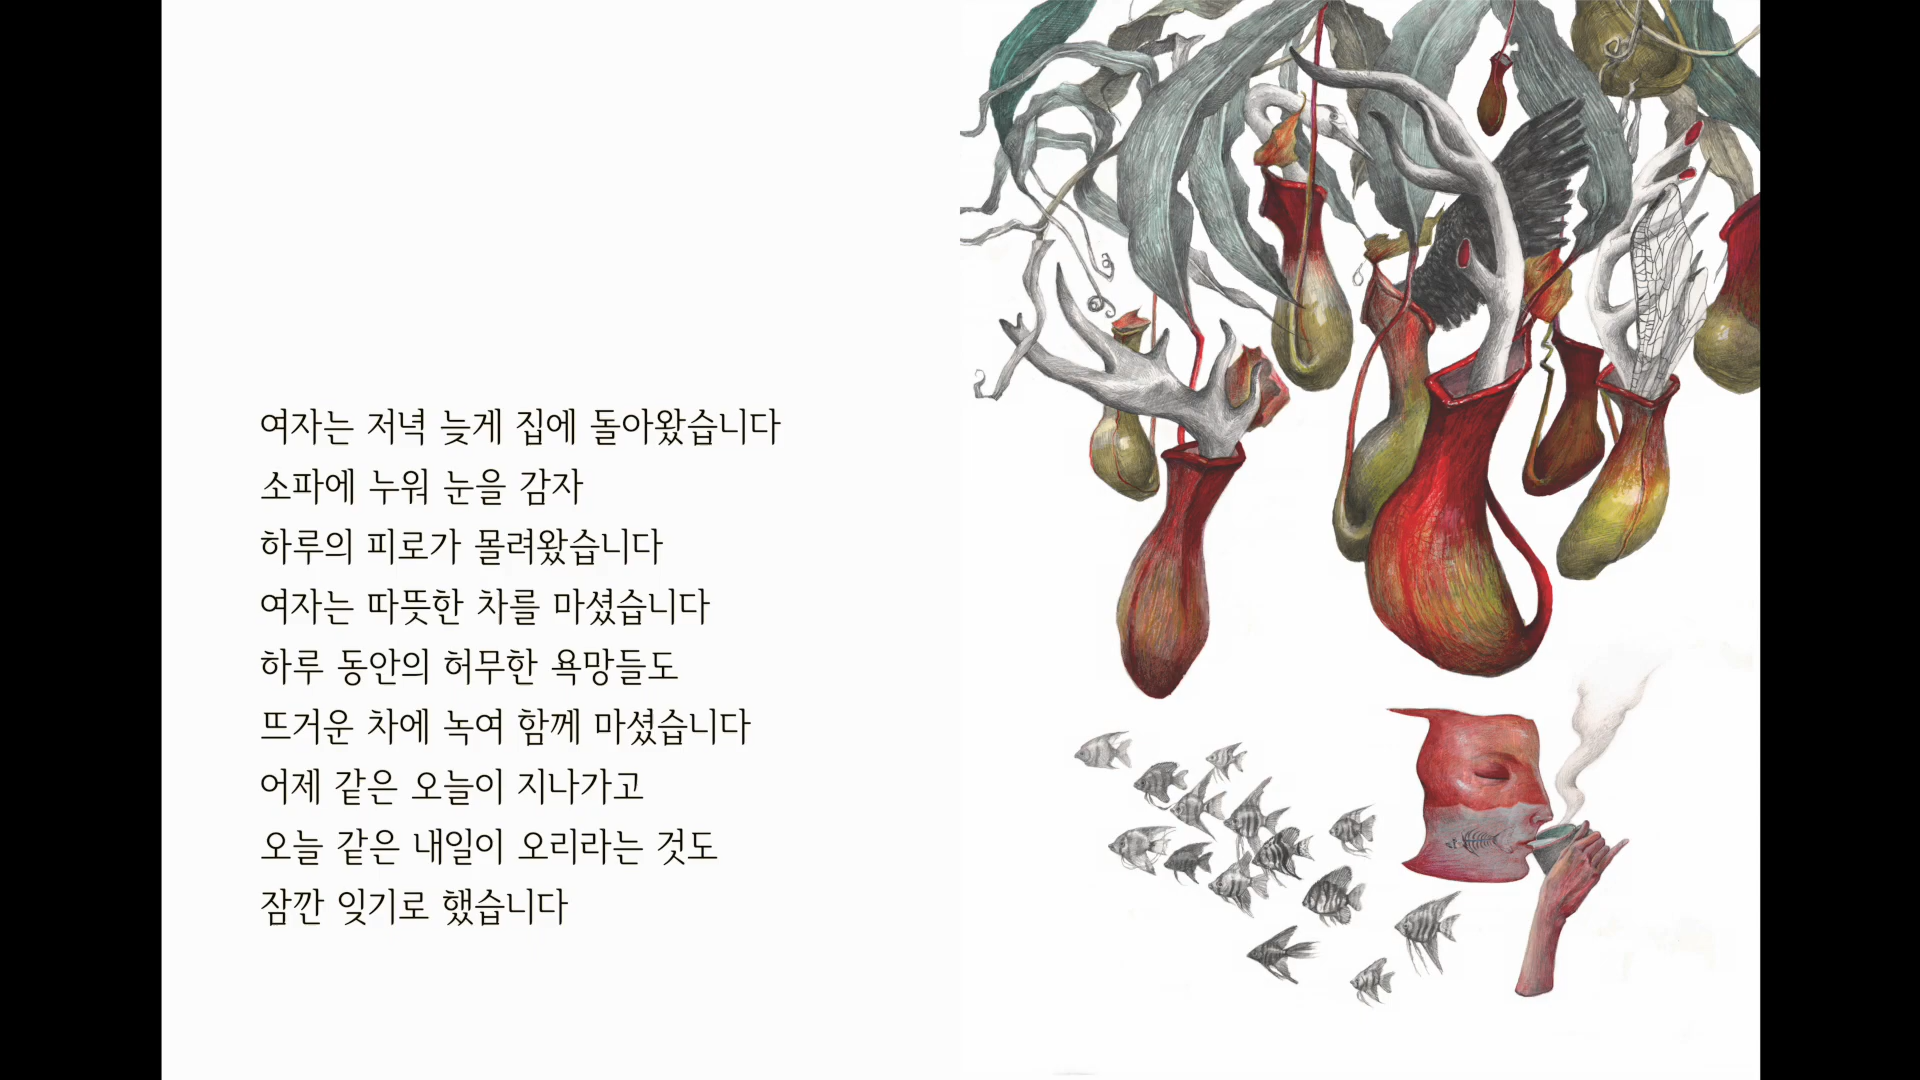 여자는 저녁 늦게 집에 돌아왔습니다
소파에 누워 눈을 감자
하루의 피로가 몰려왔습니다
여자는 따뜻한 차를 마셨습니다
하루 동안의 허무한 욕망들도
뜨거운 차에 녹여 함께 마셨습니다
어제 같은 오늘이 지나가고
오늘 같은 내일이 오리라는 것도
잠깐 잊기로 했습니다